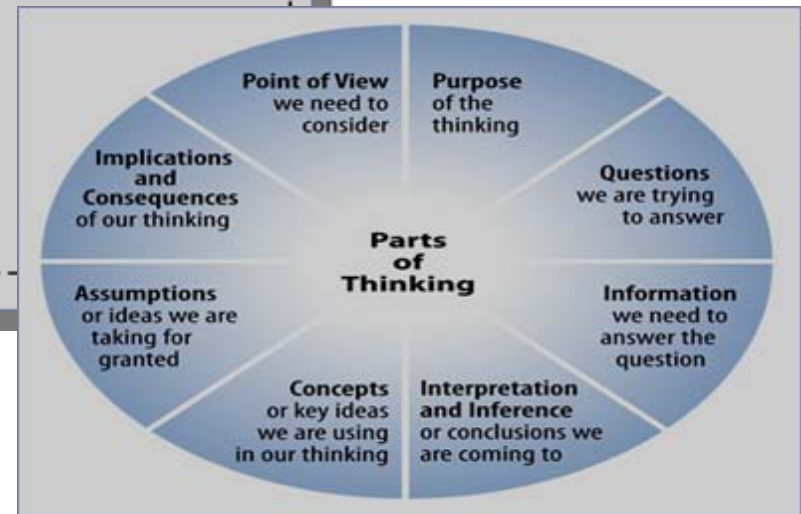 Point of View
we need to
consider
Purpose
of the
thinking
Questions
we are trying
to answer
Information
we need to
answer the
question
Interpretation
and Inference
or conclusions we
are coming to
Concepts
or key ideas
we are using
in our thinking
Assumptions
or ideas we are
taking for
granted
Implications
and
Consequences
of our thinking
Parts
of
Thinking